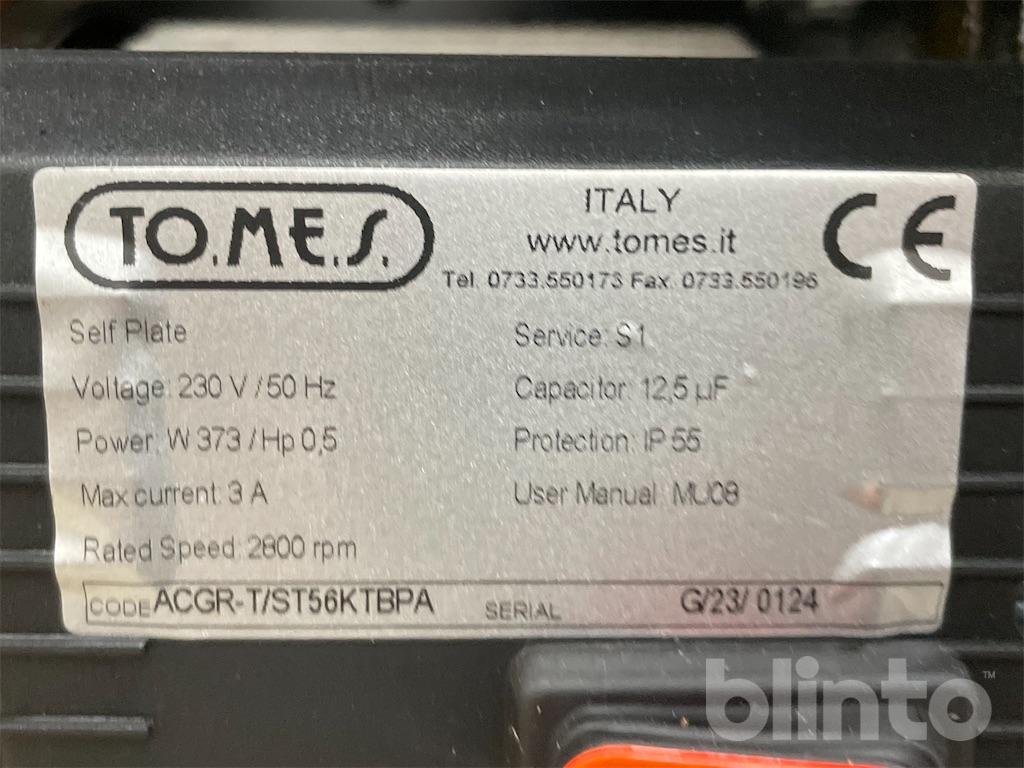 TO.ME.S.
ITALY
www.tomes.it
Tel. 0733.550173 Fax. 0733.550195
CE
Self Plate
Voltage: 230 V / 50 Hz
Power: W 373 / Hp 0,5
Max current: 3 A
Rated Speed: 2800 rpm
Service: S1
Capacitor: 12,5 µF
Protection: IP 55
User Manual: MU08
CODE ACGR-T/ST56KTBPA SERIAL G/23/ 0124
blinto™